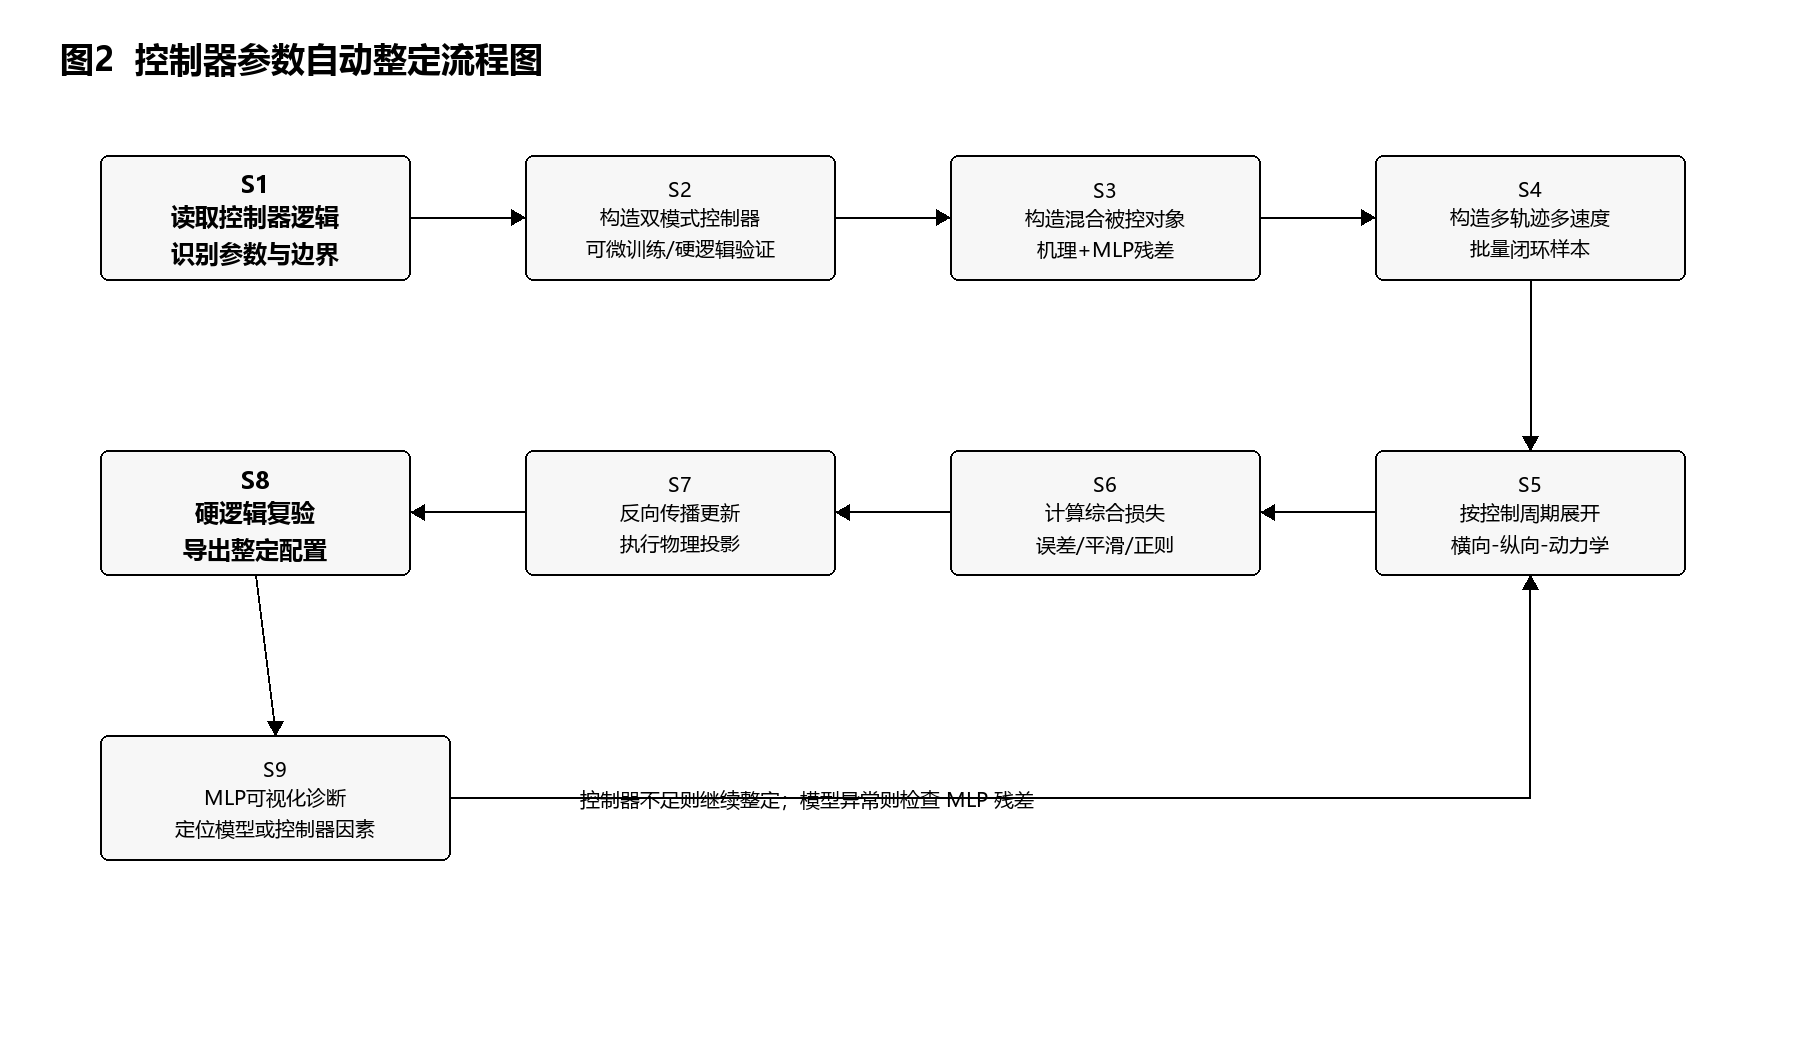 图2 控制器参数自动整定流程图
S1
读取控制器逻辑
识别参数与边界
S2
构造双模式控制器
可微训练/硬逻辑验证
S3
构造混合被控对象
机理+MLP残差
S4
构造多轨迹多速度
批量闭环样本
S5
按控制周期展开
横向-纵向-动力学
S6
计算综合损失
误差/平滑/正则
S7
反向传播更新
执行物理投影
S8
硬逻辑复验
导出整定配置
S9
MLP可视化诊断
定位模型或控制器因素
控制器不足则继续整定；模型异常则检查 MLP 残差